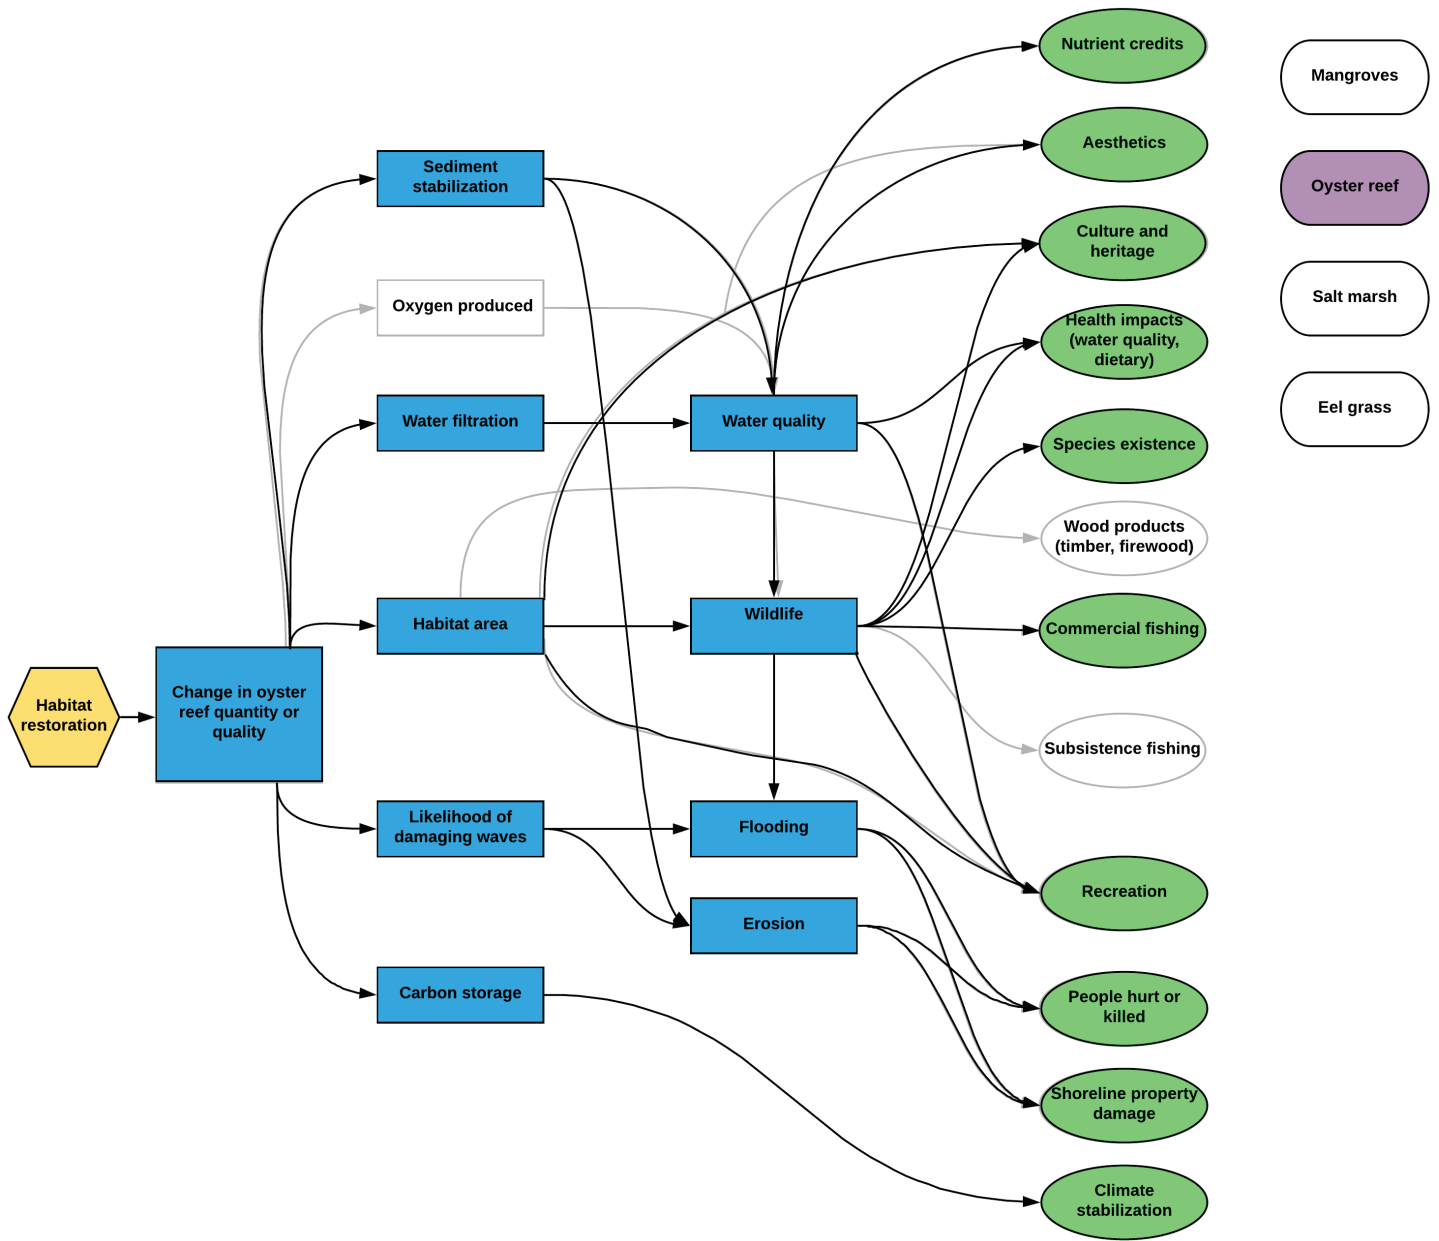 Habitat
restoration
Change in oyster
reef quantity or
quality
Sediment
stabilization
Oxygen produced
Water filtration
Habitat area
Likelihood of
damaging waves
Carbon storage
Water quality
Wildlife
Flooding
Erosion
Nutrient credits
Aesthetics
Culture and
heritage
Health impacts
(water quality,
dietary)
Species existence
Wood products
(timber, firewood)
Commercial fishing
Subsistence fishing
Recreation
People hurt or
killed
Shoreline property
damage
Climate
stabilization
Mangroves
Oyster reef
Salt marsh
Eel grass